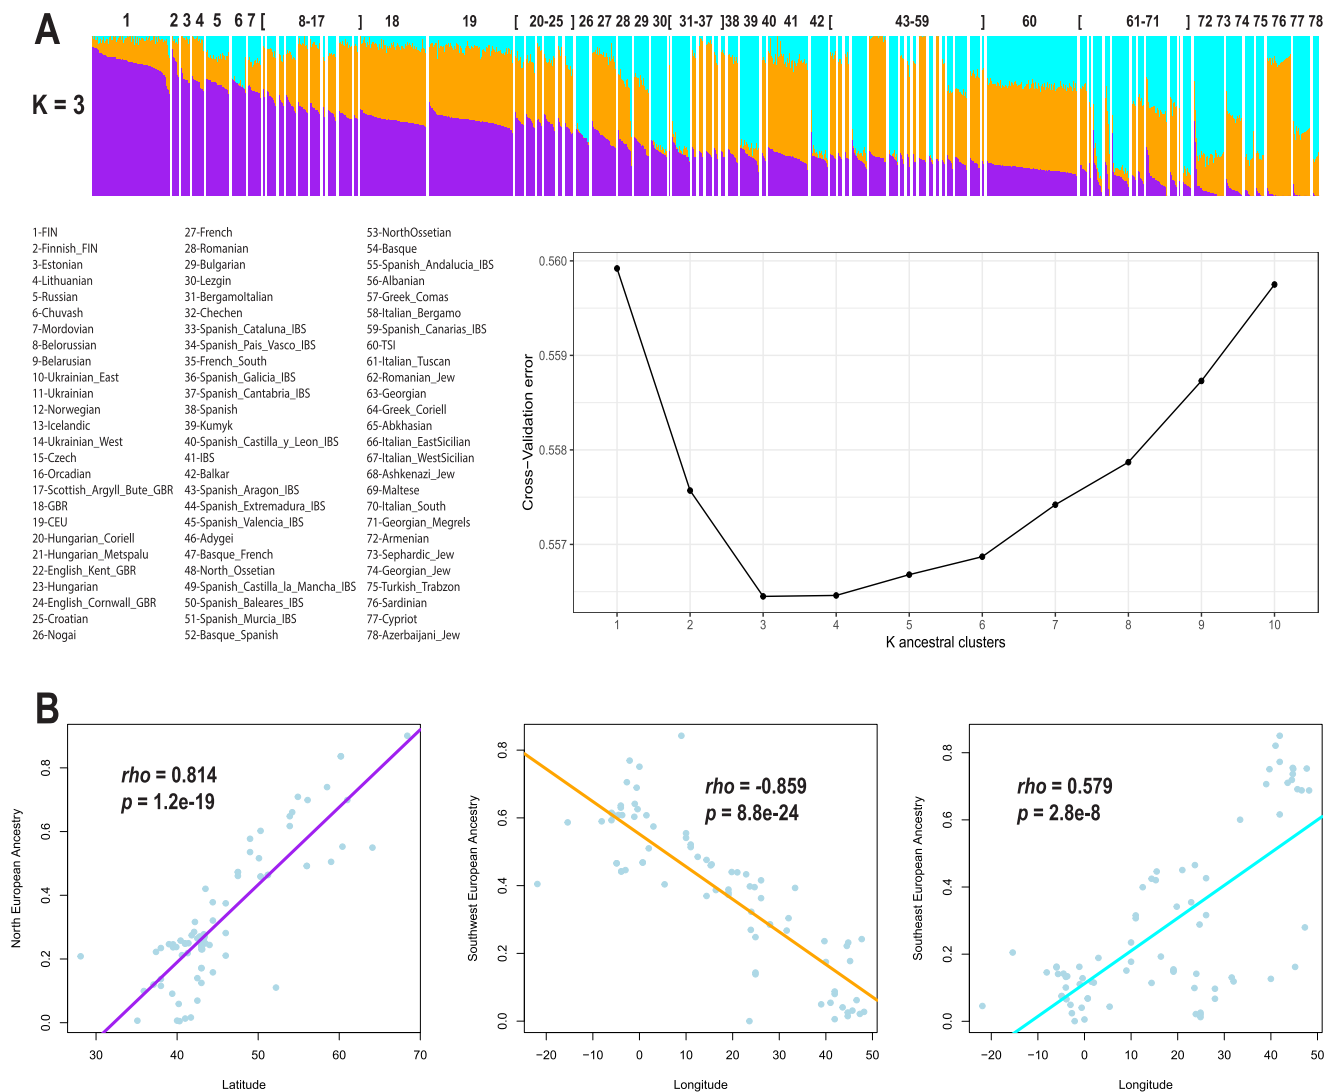 A
1 2 3 4 5 6 7 [ 8-17 ] 18 19 [ 20-25 ] 26 27 28 29 30 [ 31-37 ] 38 39 40 41 42 [ 43-59 ] 60 [ 61-71 ] 72 73 74 75 76 77 78
K = 3
1-FIN
2-Finnish_FIN
3-Estonian
4-Lithuanian
5-Russian
6-Chuvash
7-Mordovian
8-Belorussian
9-Belarusian
10-Ukrainian_East
11-Ukrainian
12-Norwegian
13-Icelandic
14-Ukrainian_West
15-Czech
16-Orcadian
17-Scottish_Argyll_Bute_GBR
18-GBR
19-CEU
20-Hungarian_Coriell
21-Hungarian_Metspalu
22-English_Kent_GBR
23-Hungarian
24-English_Cornwall_GBR
25-Croatian
26-Nogai
27-French
28-Romanian
29-Bulgarian
30-Lezgin
31-BergamoItalian
32-Chechen
33-Spanish_Cataluna_IBS
34-Spanish_Pais_Vasco_IBS
35-French_South
36-Spanish_Galicia_IBS
37-Spanish_Cantabria_IBS
38-Spanish
39-Kumyk
40-Spanish_Castilla_y_Leon_IBS
41-IBS
42-Balkar
43-Spanish_Aragon_IBS
44-Spanish_Extremadura_IBS
45-Spanish_Valencia_IBS
46-Adygei
47-Basque_French
48-North_Ossetian
49-Spanish_Castilla_la_Mancha_IBS
50-Spanish_Baleares_IBS
51-Spanish_Murcia_IBS
52-Basque_Spanish
53-NorthOssetian
54-Basque
55-Spanish_Andalucia_IBS
56-Albanian
57-Greek_Comas
58-Italian_Bergamo
59-Spanish_Canarias_IBS
60-TSI
61-Italian_Tuscan
62-Romanian_Jew
63-Georgian
64-Greek_Coriell
65-Abkhasian
66-Italian_EastSicilian
67-Italian_WestSicilian
68-Ashkenazi_Jew
69-Maltese
70-Italian_South
71-Georgian_Megrels
72-Armenian
73-Sephardic_Jew
74-Georgian_Jew
75-Turkish_Trabzon
76-Sardinian
77-Cypriot
78-Azerbaijani_Jew
Cross-Validation error
0.560
0.559
0.558
0.557
1 2 3 4 5 6 7 8 9 10
K ancestral clusters
B
North European Ancestry
0.8
0.6
0.4
0.2
0.0
rho = 0.814
p = 1.2e-19
30 40 50 60 70
Latitude
Southwest European Ancestry
0.8
0.6
0.4
0.2
0.0
rho = -0.859
p = 8.8e-24
−20 −10 0 10 20 30 40 50
Longitude
Southeast European Ancestry
0.8
0.6
0.4
0.2
0.0
rho = 0.579
p = 2.8e-8
−20 −10 0 10 20 30 40 50
Longitude